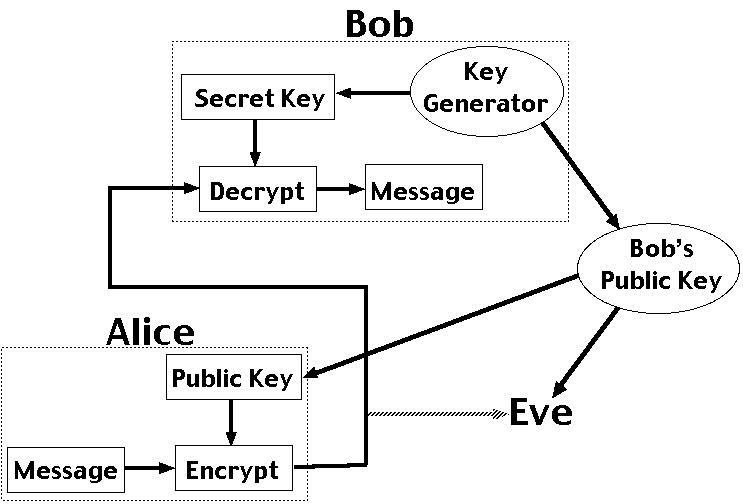 Bob
Key
Generator
Secret Key
Decrypt
Message
Bob's
Public Key
Alice
Public Key
Eve
Message
Encrypt